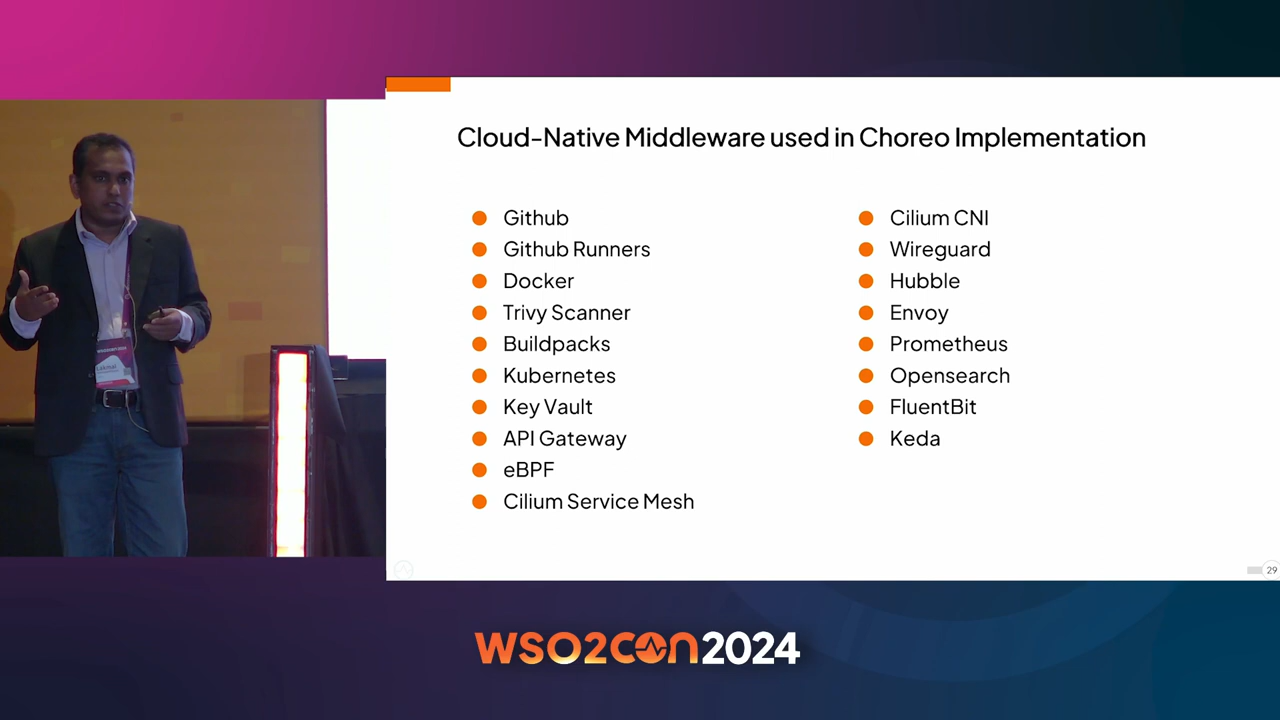 Cloud-Native Middleware used in Choreo Implementation
Github
Github Runners
Docker
Trivy Scanner
Buildpacks
Kubernetes
Key Vault
API Gateway
eBPF
Cilium Service Mesh
Cilium CNI
Wireguard
Hubble
Envoy
Prometheus
Opensearch
FluentBit
Keda
29
WSO2CON2024